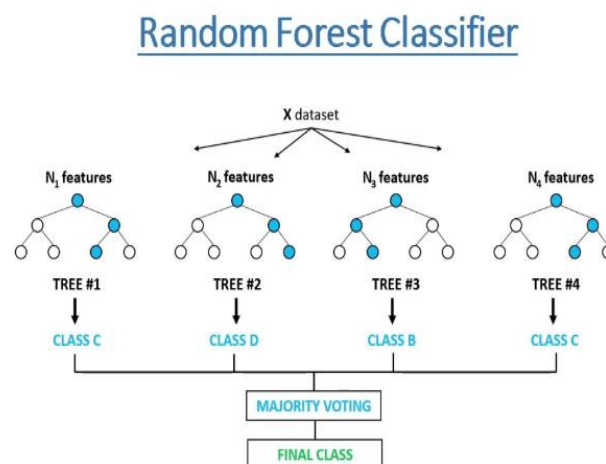 Random Forest Classifier
X dataset
N₁ features N₂ features N₃ features N₄ features
TREE #1 TREE #2 TREE #3 TREE #4
CLASS C CLASS D CLASS B CLASS C
MAJORITY VOTING
FINAL CLASS